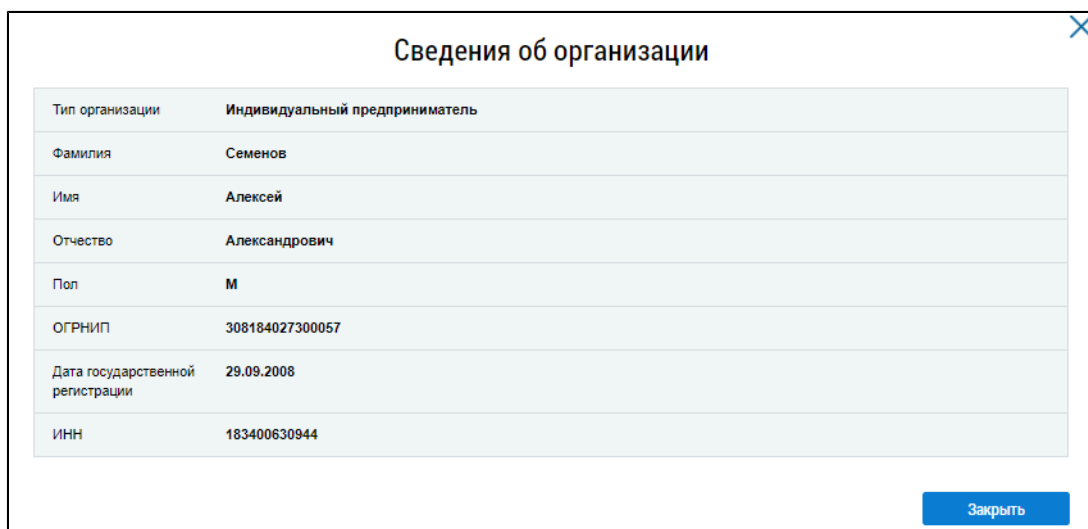 Сведения об организации
Тип организации Индивидуальный предприниматель
Фамилия Семенов
Имя Алексей
Отчество Александрович
Пол М
ОГРНИП 308184027300057
Дата государственной 29.09.2008
регистрации
ИНН 183400630944
Закрыть